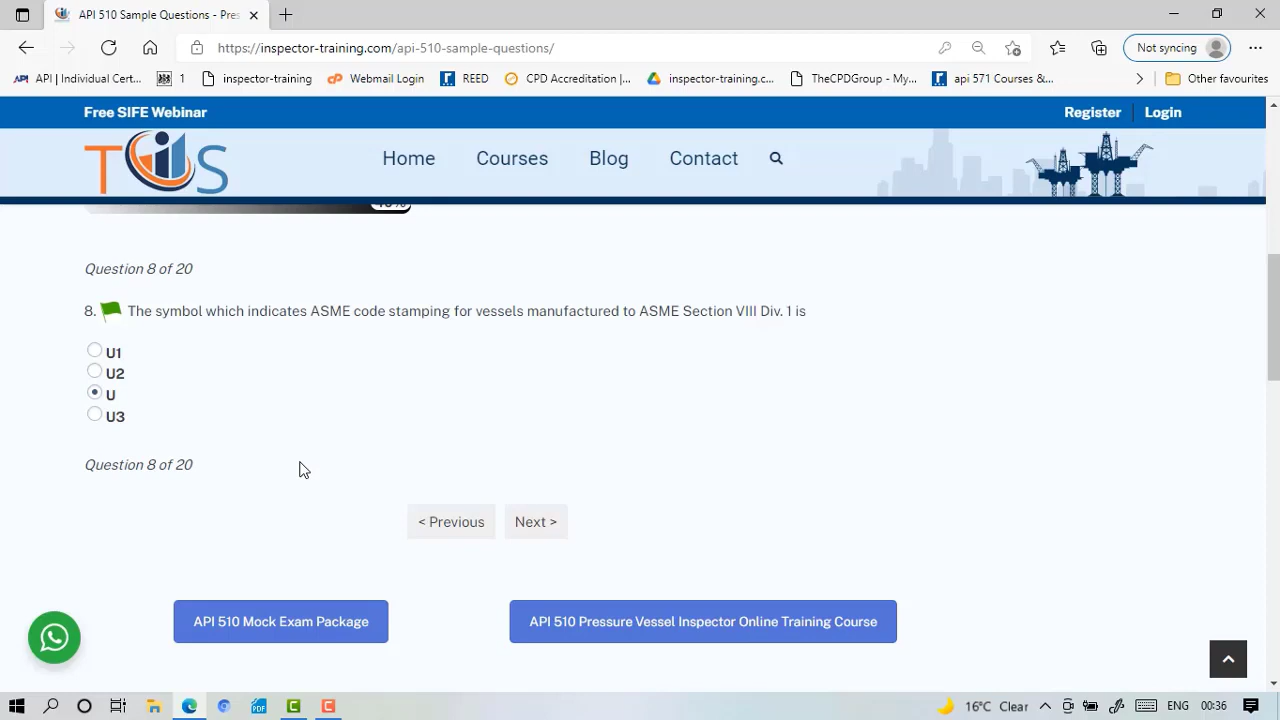 API 510 Sample Questions - Pres
https://inspector-training.com/api-510-sample-questions/
Not syncing
API | Individual Cert...
1
inspector-training
Webmail Login
REED
CPD Accreditation |...
inspector-training.c...
TheCPDGroup - My...
api 571 Courses &...
Other favourites
Free SIFE Webinar
Register
Login
TIS
Home
Courses
Blog
Contact
Question 8 of 20
8. The symbol which indicates ASME code stamping for vessels manufactured to ASME Section VIII Div. 1 is
U1
U2
U
U3
Question 8 of 20
< Previous
Next >
API 510 Mock Exam Package
API 510 Pressure Vessel Inspector Online Training Course
16°C Clear
ENG
00:36